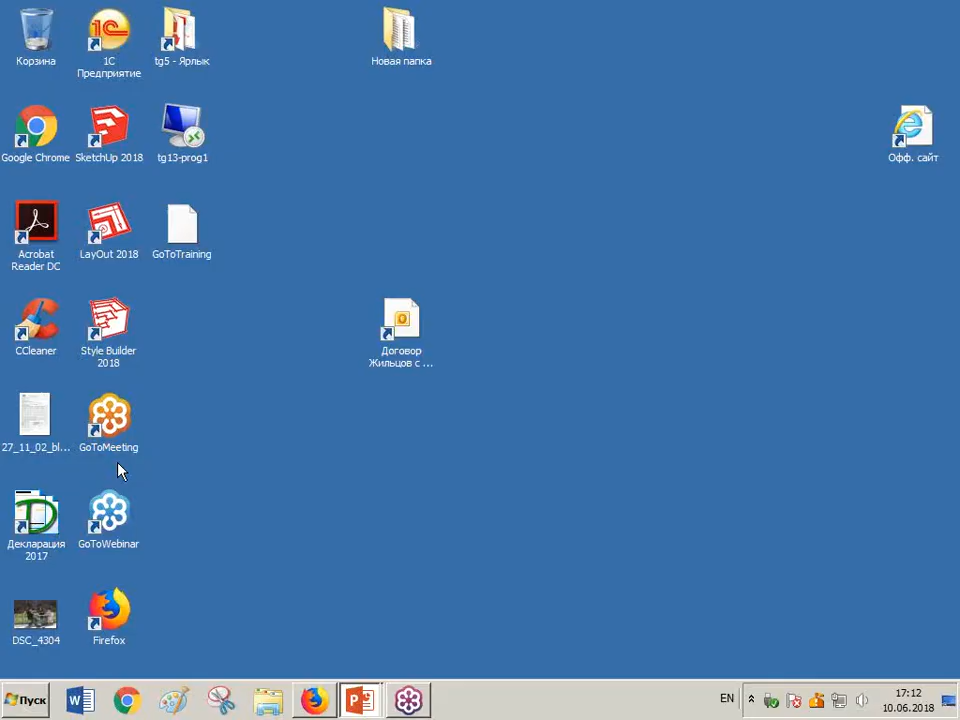 Корзина
1C
Предприятие
tg5 - Ярлык
Новая папка
Google Chrome
SketchUp 2018
tg13-prog1
Офф. сайт
Acrobat
Reader DC
LayOut 2018
GoToTraining
CCleaner
Style Builder
2018
Договор
Жильцов с ...
27_11_02_bl...
GoToMeeting
Декларация
2017
GoToWebinar
DSC_4304
Firefox
Пуск
EN
17:12
10.06.2018